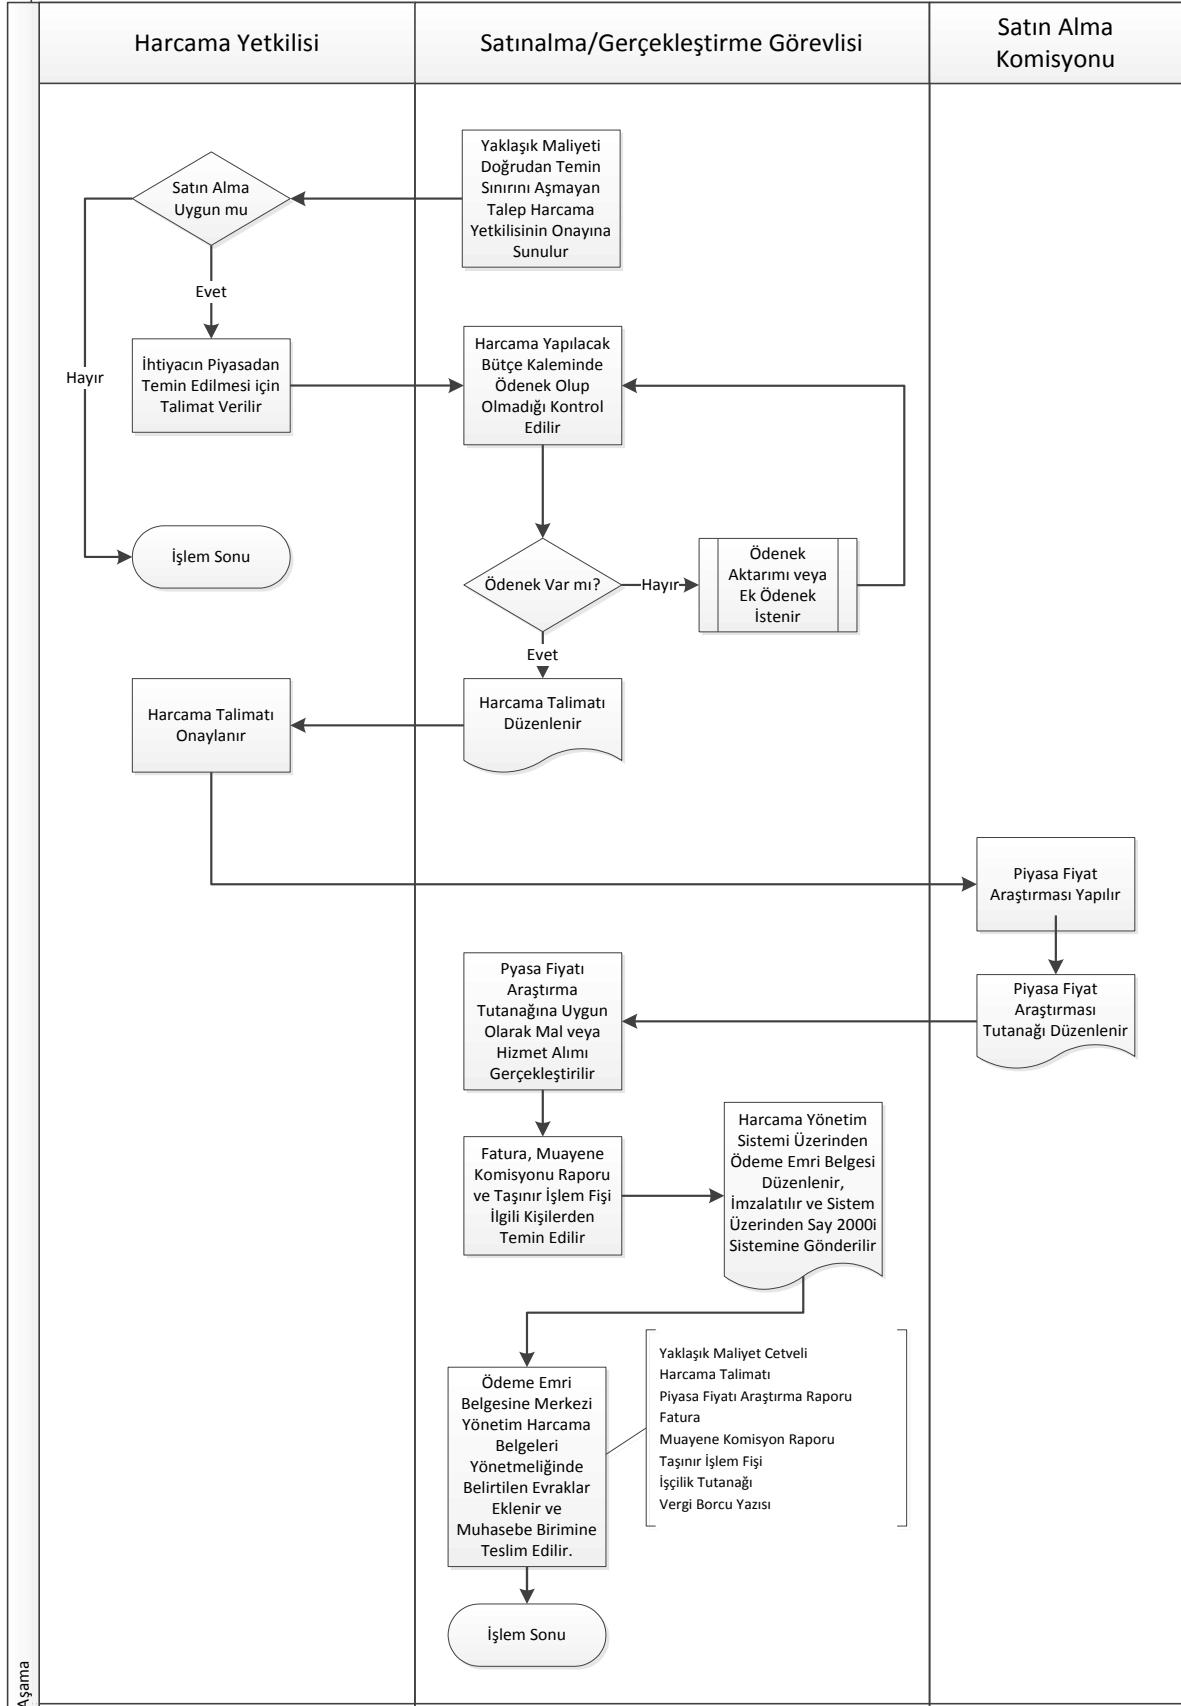 Harcama Yetkilisi
Satınalma/Gerçekleştirme Görevlisi
Satın Alma
Komisyonu
Yaklaşık Maliyeti
Doğrudan Temin
Sınırını Aşmayan
Talep Harcama
Yetkilisinin Onayına
Sunulur
Satın Alma
Uygun mu
Evet
Hayır
İhtiyacın Piyasadan
Temin Edilmesi için
Talimat Verilir
Harcama Yapılacak
Bütçe Kaleminde
Ödenek Olup
Olmadığı Kontrol
Edilir
İşlem Sonu
Ödenek Var mı?
Hayır
Ödenek
Aktarımı veya
Ek Ödenek
İstenir
Evet
Harcama Talimatı
Düzenlenir
Harcama Talimatı
Onaylanır
Piyasa Fiyat
Araştırması Yapılır
Piyasa Fiyat
Araştırması
Tutanağı Düzenlenir
Pyasa Fiyatı
Araştırma
Tutanağına Uygun
Olarak Mal veya
Hizmet Alımı
Gerçekleştirilir
Fatura, Muayene
Komisyonu Raporu
ve Taşınır İşlem Fişi
İlgili Kişilerden
Temin Edilir
Harcama Yönetim
Sistemi Üzerinden
Ödeme Emri Belgesi
Düzenlenir,
İmzalatılır ve Sistem
Üzerinden Say 2000i
Sistemine Gönderilir
Ödeme Emri
Belgesine Merkezi
Yönetim Harcama
Belgeleri
Yönetmeliğinde
Belirtilen Evraklar
Eklenir ve
Muhasebe Birimine
Teslim Edilir.
Yaklaşık Maliyet Cetveli
Harcama Talimatı
Piyasa Fiyatı Araştırma Raporu
Fatura
Muayene Komisyon Raporu
Taşınır İşlem Fişi
İşçilik Tutanağı
Vergi Borcu Yazısı
İşlem Sonu
Aşama